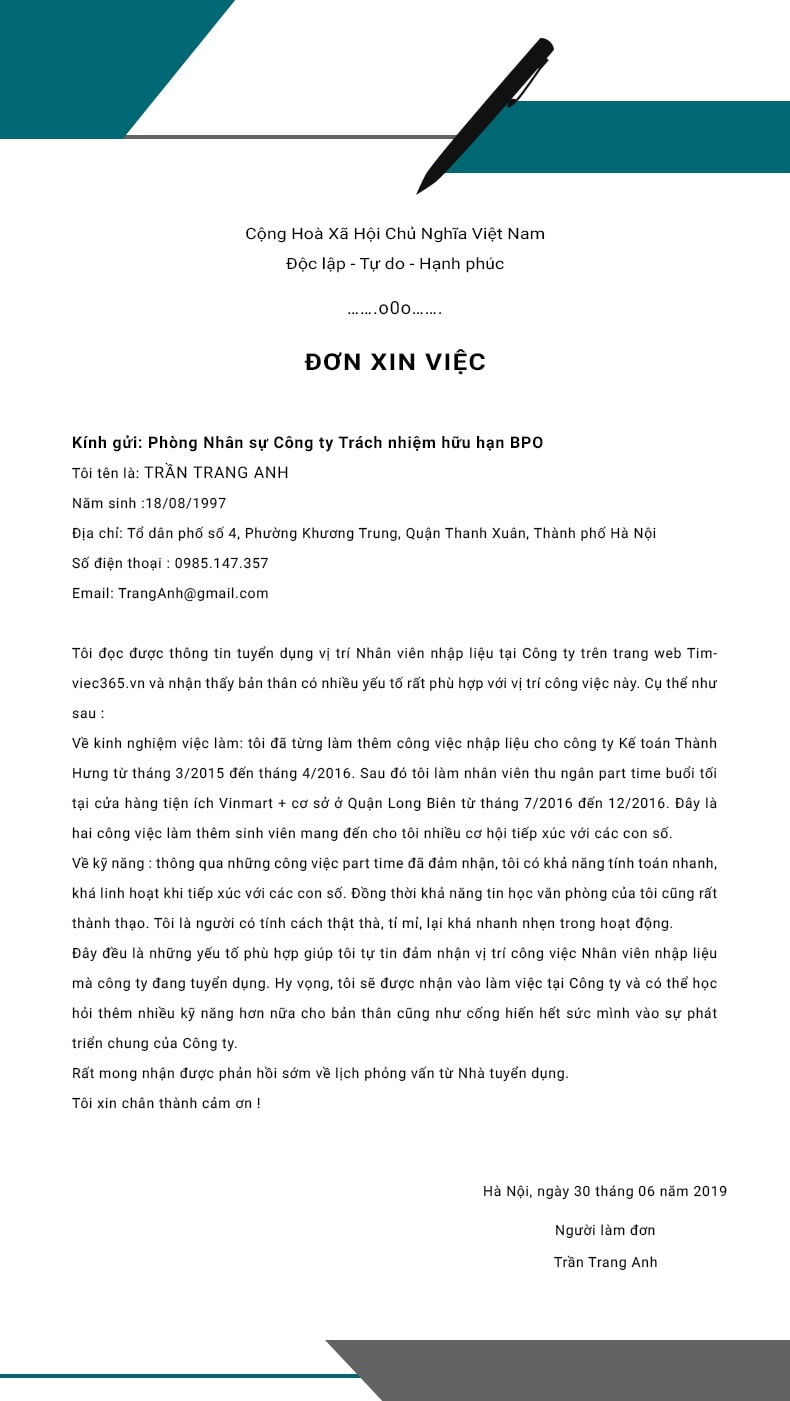 Cộng Hoà Xã Hội Chủ Nghĩa Việt Nam
Độc lập - Tự do - Hạnh phúc
…….o0o…….
ĐƠN XIN VIỆC
Kính gửi: Phòng Nhân sự Công ty Trách nhiệm hữu hạn BPO
Tôi tên là: TRẦN TRANG ANH
Năm sinh :18/08/1997
Địa chỉ: Tổ dân phố số 4, Phường Khương Trung, Quận Thanh Xuân, Thành phố Hà Nội
Số điện thoại : 0985.147.357
Email: TrangAnh@gmail.com
Tôi đọc được thông tin tuyển dụng vị trí Nhân viên nhập liệu tại Công ty trên trang web Tim-
viec365.vn và nhận thấy bản thân có nhiều yếu tố rất phù hợp với vị trí công việc này. Cụ thể như
sau :
Về kinh nghiệm việc làm: tôi đã từng làm thêm công việc nhập liệu cho công ty Kế toán Thành
Hưng từ tháng 3/2015 đến tháng 4/2016. Sau đó tôi làm nhân viên thu ngân part time buổi tối
tại cửa hàng tiện ích Vinmart + cơ sở ở Quận Long Biên từ tháng 7/2016 đến 12/2016. Đây là
hai công việc làm thêm sinh viên mang đến cho tôi nhiều cơ hội tiếp xúc với các con số.
Về kỹ năng : thông qua những công việc part time đã đảm nhận, tôi có khả năng tính toán nhanh,
khá linh hoạt khi tiếp xúc với các con số. Đồng thời khả năng tin học văn phòng của tôi cũng rất
thành thạo. Tôi là người có tính cách thật thà, tỉ mỉ, lại khá nhanh nhẹn trong hoạt động.
Đây đều là những yếu tố phù hợp giúp tôi tự tin đảm nhận vị trí công việc Nhân viên nhập liệu
mà công ty đang tuyển dụng. Hy vọng, tôi sẽ được nhận vào làm việc tại Công ty và có thể học
hỏi thêm nhiều kỹ năng hơn nữa cho bản thân cũng như cống hiến hết sức mình vào sự phát
triển chung của Công ty.
Rất mong nhận được phản hồi sớm về lịch phỏng vấn từ Nhà tuyển dụng.
Tôi xin chân thành cảm ơn !
Hà Nội, ngày 30 tháng 06 năm 2019
Người làm đơn
Trần Trang Anh